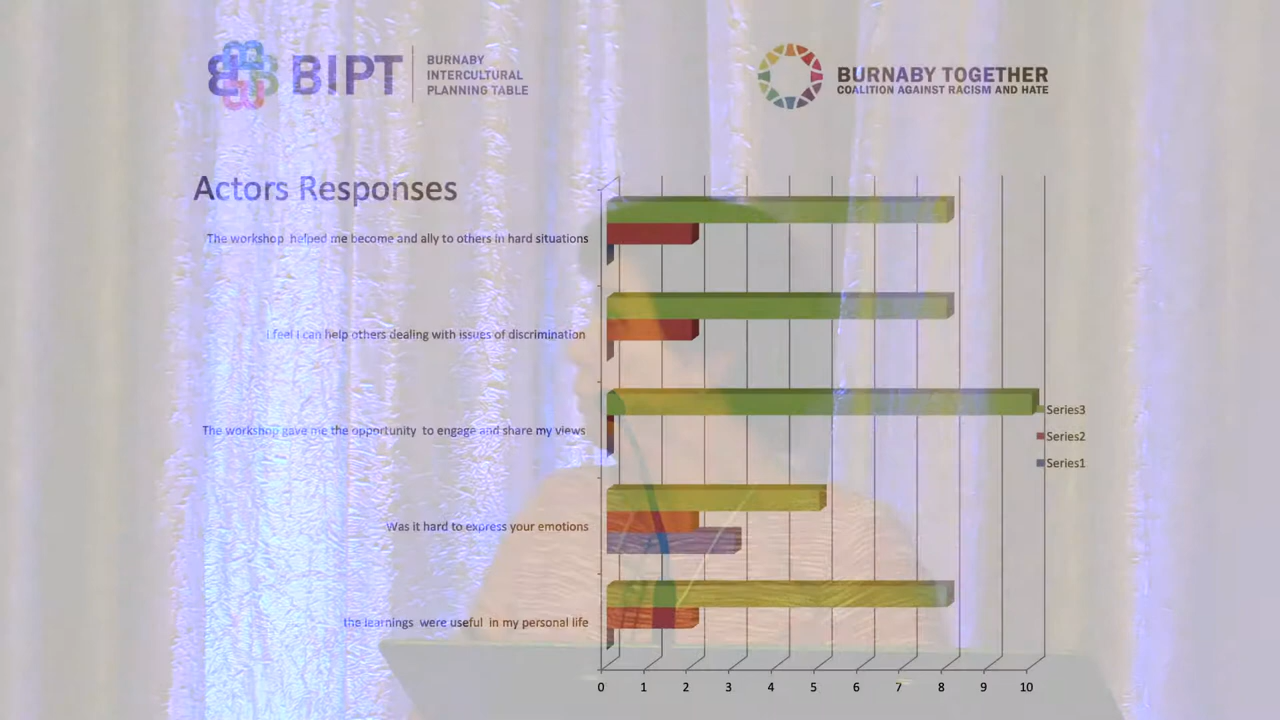 BIPT
BURNABY
INTERCULTURAL
PLANNING TABLE
BURNABY TOGETHER
COALITION AGAINST RACISM AND HATE
Actors Responses
The workshop helped me become and ally to others in hard situations
I feel I can help others dealing with issues of discrimination
The workshop gave me the opportunity to engage and share my views
Was it hard to express your emotions
the learnings were useful in my personal life
Series3
Series2
Series1
0 1 2 3 4 5 6 7 8 9 10